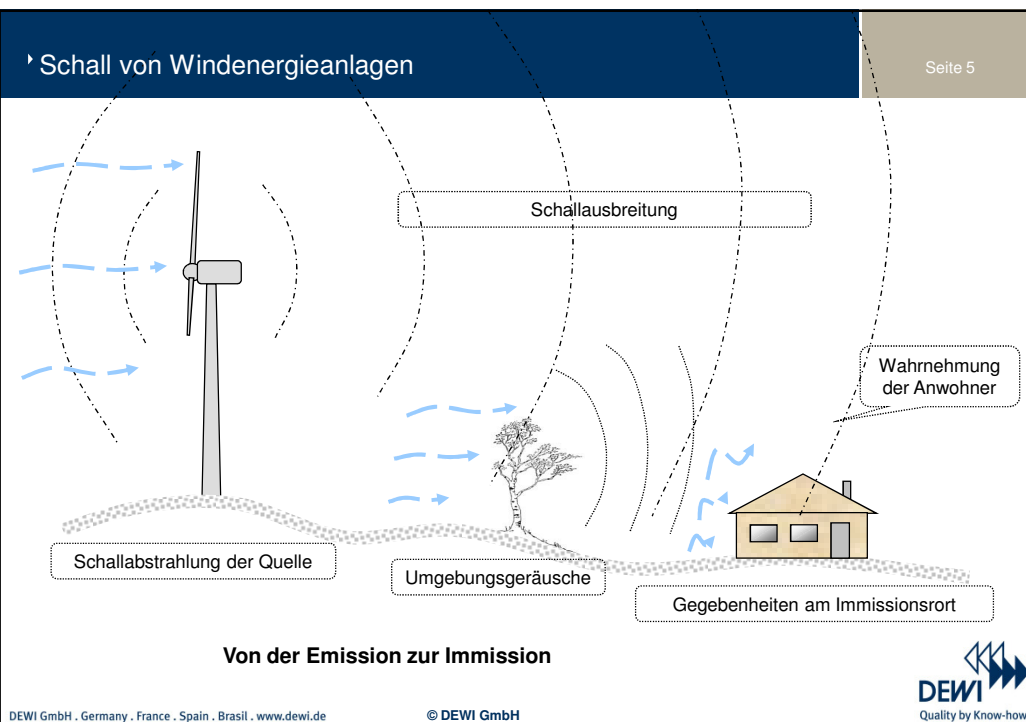 Schall von Windenergieanlagen
Seite 5
Schallausbreitung
Wahrnehmung
der Anwohner
Schallabstrahlung der Quelle
Umgebungsgeräusche
Gegebenheiten am Immissionsrort
Von der Emission zur Immission
DEWI
Quality by Know-how
DEWI GmbH . Germany . France . Spain . Brasil . www.dewi.de
© DEWI GmbH